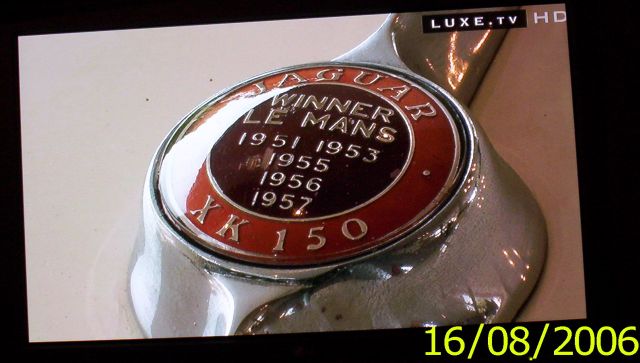 LUXE.TV HD
JAGUAR
WINNER
LE MANS
1951 1953
1955
1956
1957
XK 150
16/08/2006